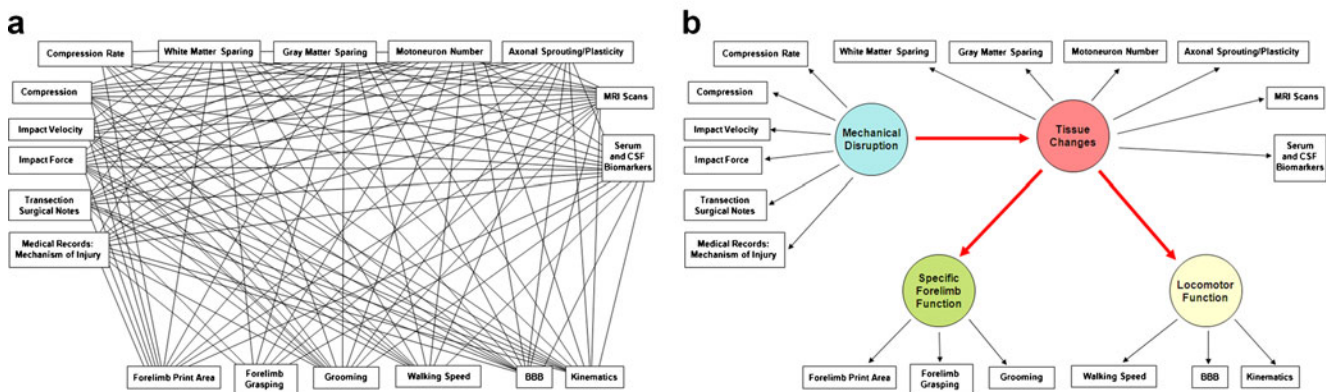 a
Compression Rate
White Matter Sparing
Gray Matter Sparing
Motoneuron Number
Axonal Sprouting/Plasticity
Compression
MRI Scans
Impact Velocity
Impact Force
Serum
and CSF
Biomarkers
Transection
Surgical Notes
Medical Records:
Mechanism of Injury
Forelimb Print Area
Forelimb
Grasping
Grooming
Walking Speed
BBB
Kinematics
b
Compression Rate
White Matter Sparing
Gray Matter Sparing
Motoneuron Number
Axonal Sprouting/Plasticity
Compression
MRI Scans
Impact Velocity
Impact Force
Mechanical
Disruption
Tissue
Changes
Serum
and CSF
Biomarkers
Transection
Surgical Notes
Medical Records:
Mechanism of Injury
Specific
Forelimb
Function
Locomotor
Function
Forelimb Print Area
Forelimb
Grasping
Grooming
Walking Speed
BBB
Kinematics